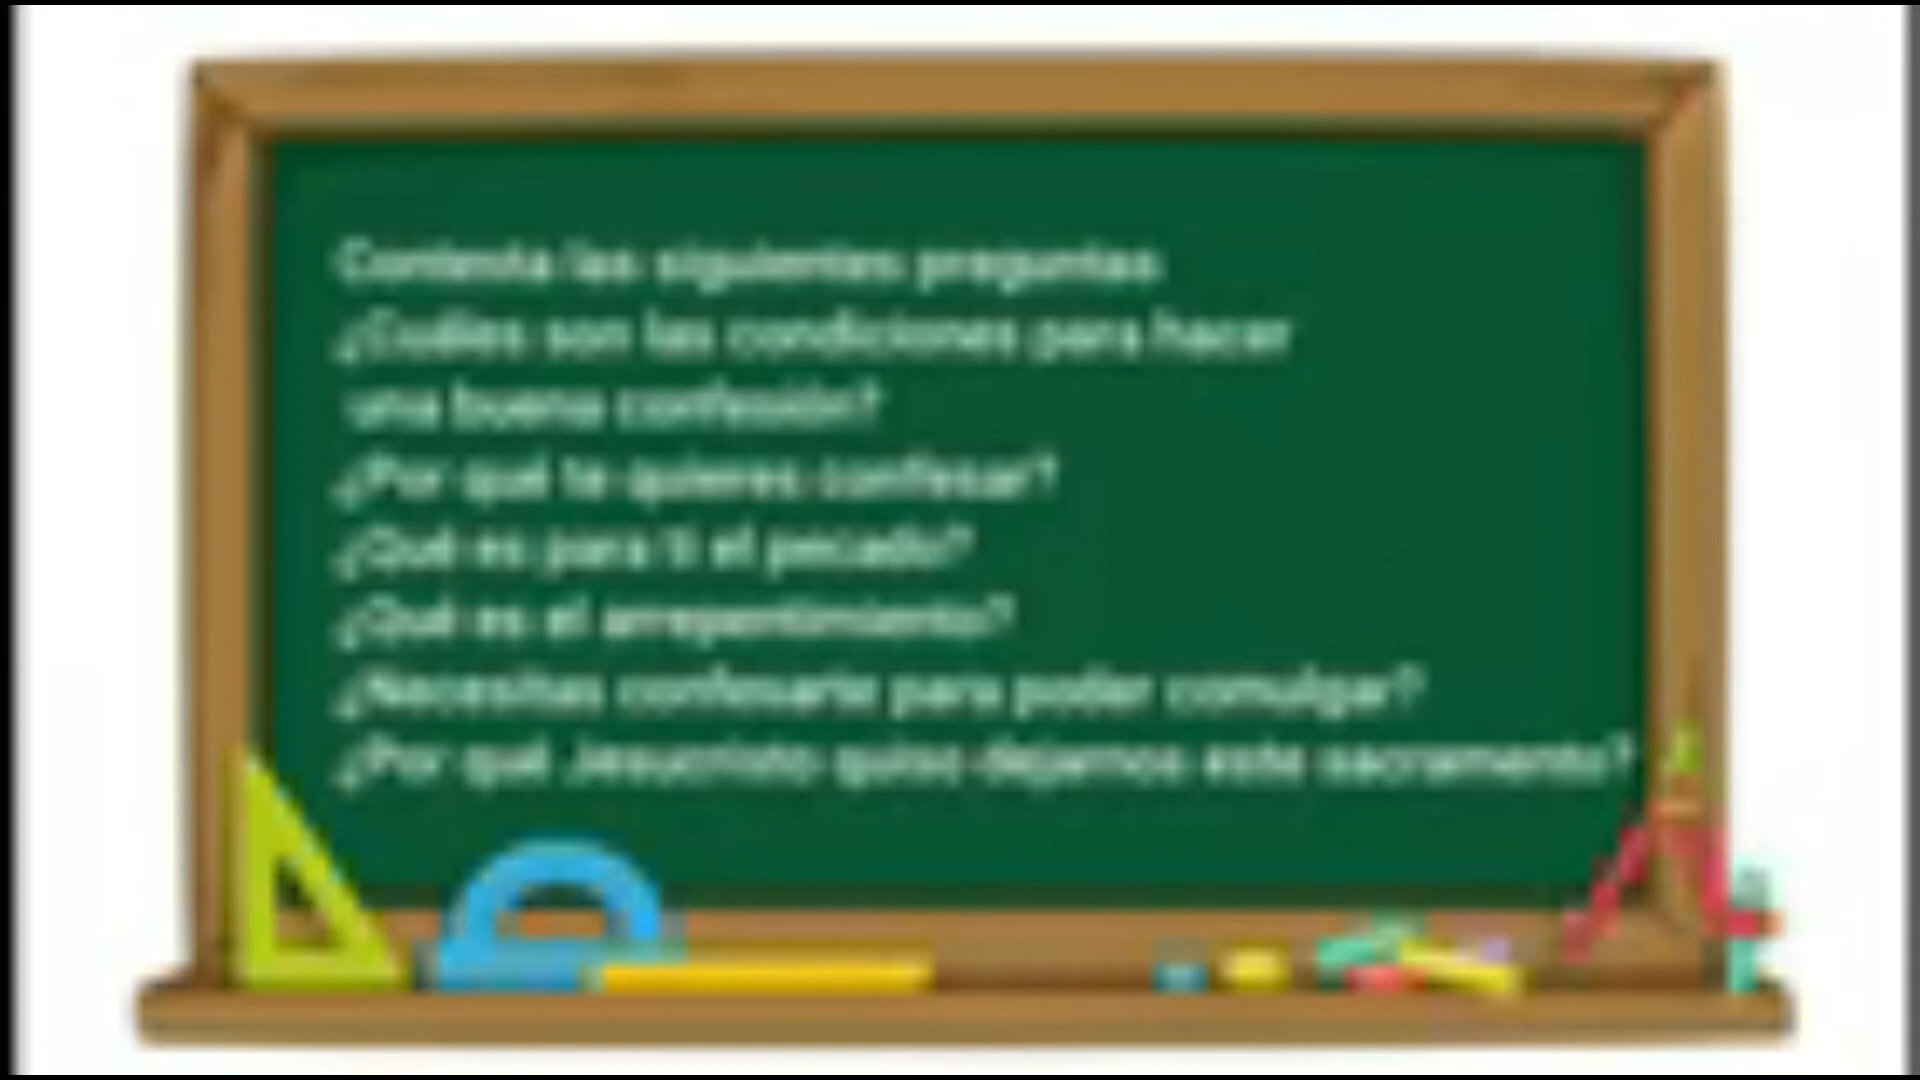 Contesta las siguientes preguntas
¿Cuáles son las condiciones para hacer
una buena confesión?
¿Por qué te quieres confesar?
¿Qué es para ti el pecado?
¿Qué es el arrepentimiento?
¿Necesitas confesarte para poder comulgar?
¿Por qué Jesucristo quiso dejarnos este sacramento?